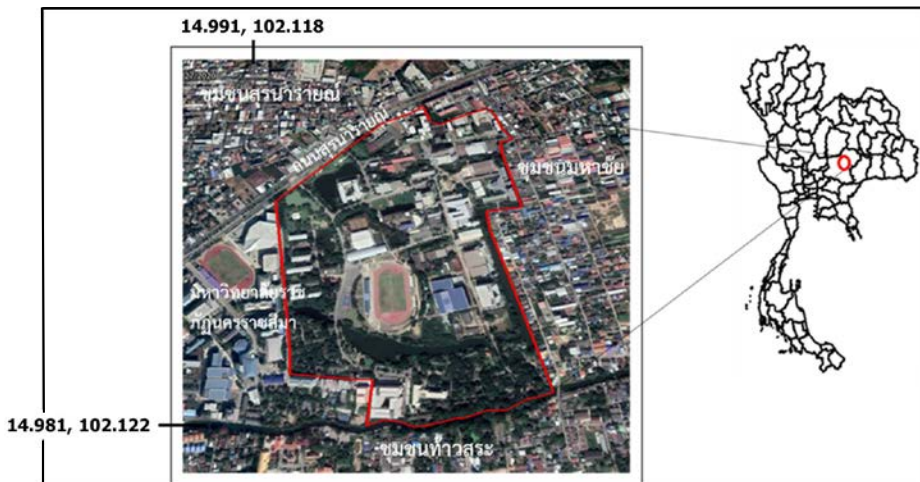 14.991, 102.118
ชุมชนสุรนารายณ์
ถนนสุรนารายณ์
ชุมชนมหาชัย
มหาวิทยาลัยราช
ภัฏนครราชสีมา
14.981, 102.122
ชุมชนท้าวสุระ